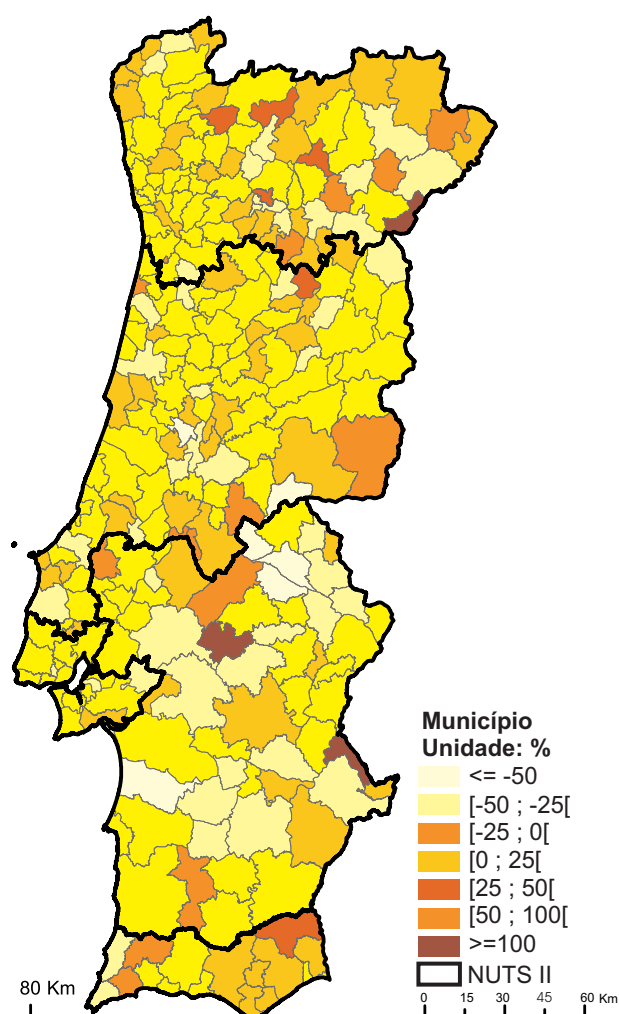 Município
Unidade: %
<= -50
[-50 ; -25[
[-25 ; 0[
[0 ; 25[
[25 ; 50[
[50 ; 100[
>=100
NUTS II
80 Km
0 15 30 45 60 Km